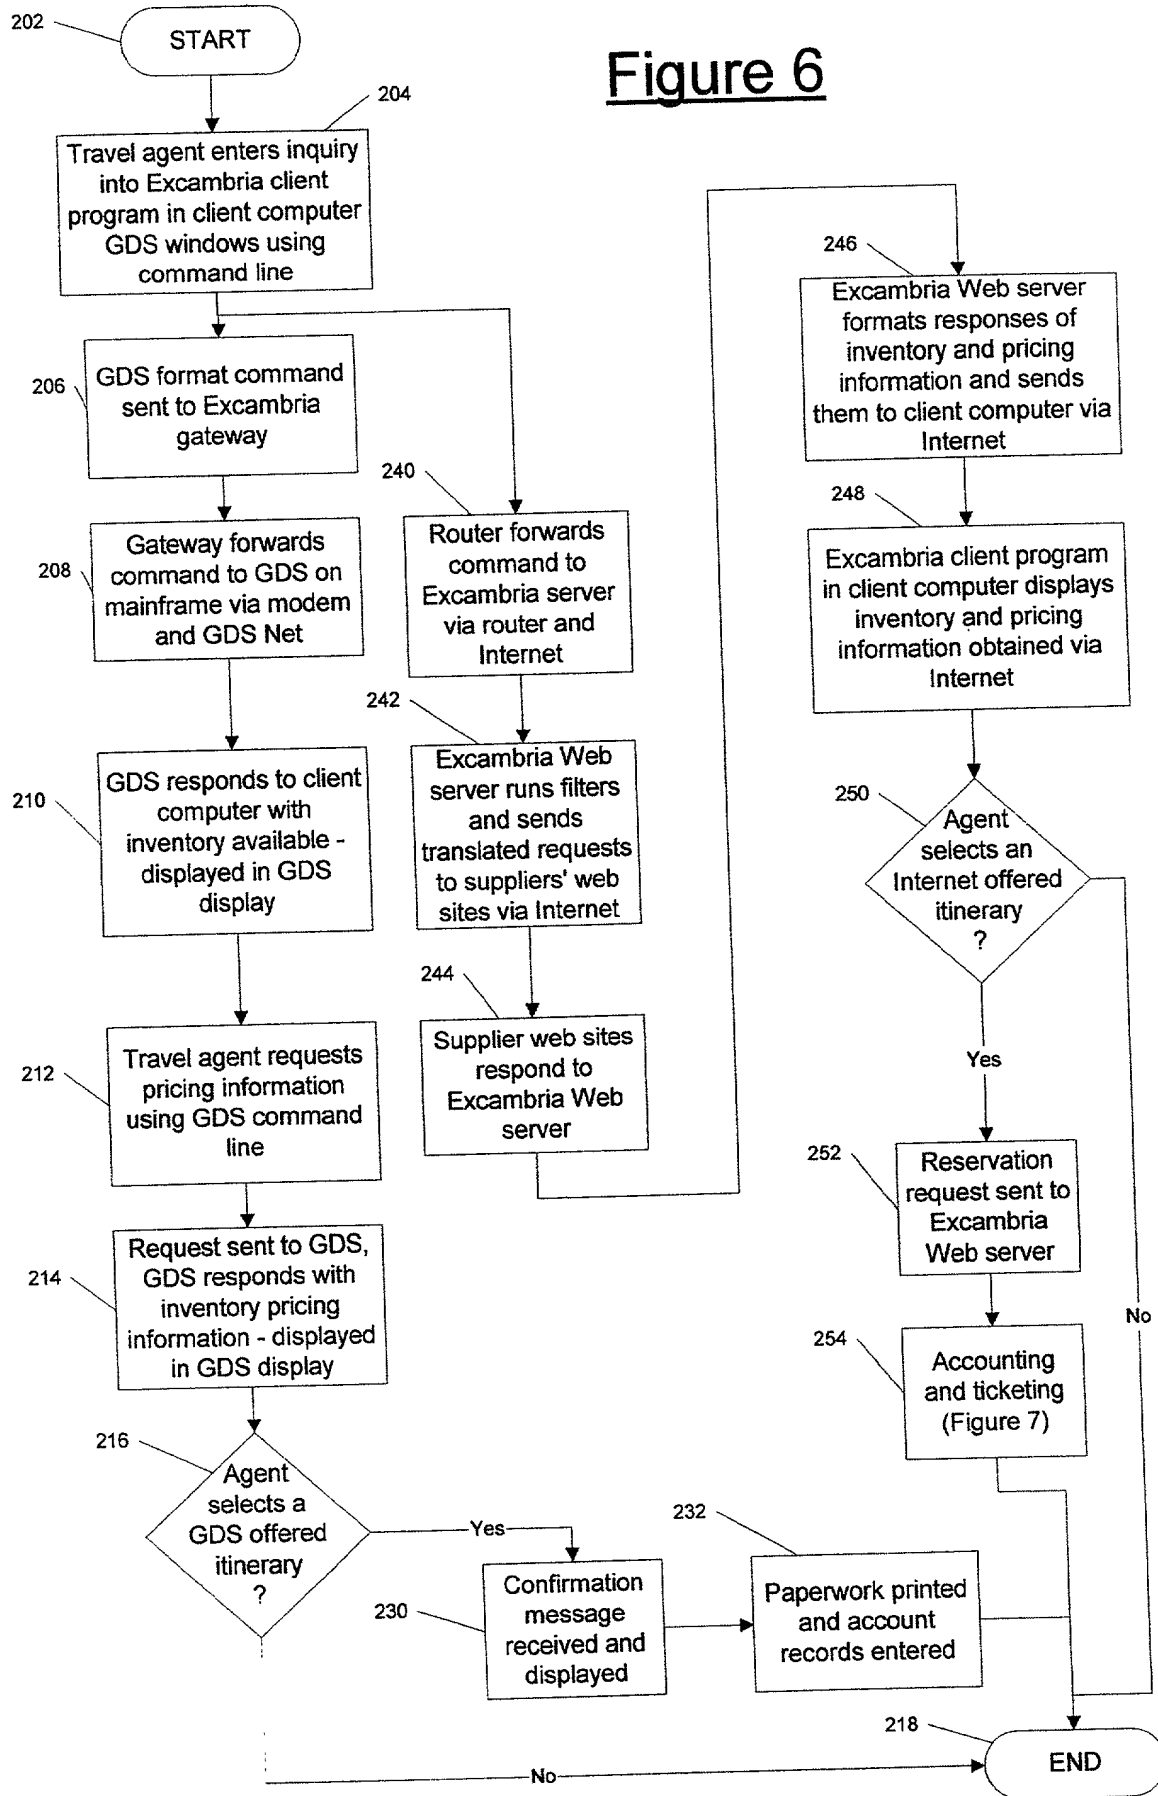 Figure 6
202
START
204
Travel agent enters inquiry
into Excambria client
program in client computer
GDS windows using
command line
206
GDS format command
sent to Excambria
gateway
208
Gateway forwards
command to GDS on
mainframe via modem
and GDS Net
210
GDS responds to client
computer with
inventory available -
displayed in GDS
display
212
Travel agent requests
pricing information
using GDS command
line
214
Request sent to GDS,
GDS responds with
inventory pricing
information - displayed
in GDS display
216
Agent
selects a
GDS offered
itinerary
?
Yes
230
Confirmation
message
received and
displayed
232
Paperwork printed
and account
records entered
No
240
Router forwards
command to
Excambria server
via router and
Internet
242
Excambria Web
server runs filters
and sends
translated requests
to suppliers' web
sites via Internet
244
Supplier web sites
respond to
Excambria Web
server
246
Excambria Web server
formats responses of
inventory and pricing
information and sends
them to client computer via
Internet
248
Excambria client program
in client computer displays
inventory and pricing
information obtained via
Internet
250
Agent
selects an
Internet offered
itinerary
?
Yes
252
Reservation
request sent to
Excambria
Web server
No
254
Accounting
and ticketing
(Figure 7)
218
END